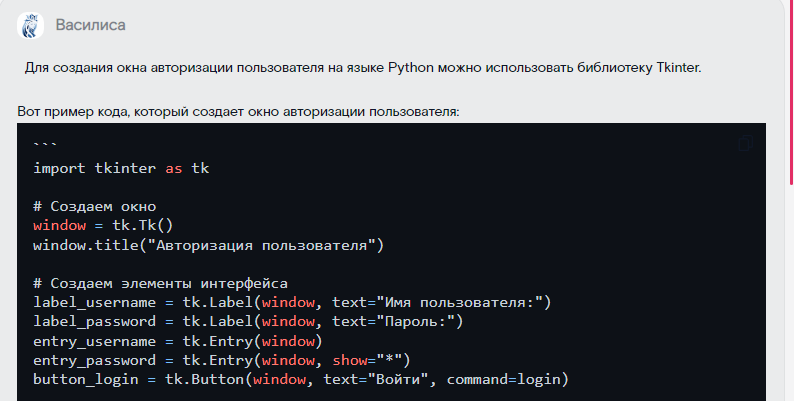 Василиса
Для создания окна авторизации пользователя на языке Python можно использовать библиотеку Tkinter.
Вот пример кода, который создает окно авторизации пользователя:
```
import tkinter as tk
# Создаем окно
window = tk.Tk()
window.title("Авторизация пользователя")
# Создаем элементы интерфейса
label_username = tk.Label(window, text="Имя пользователя:")
label_password = tk.Label(window, text="Пароль:")
entry_username = tk.Entry(window)
entry_password = tk.Entry(window, show="*")
button_login = tk.Button(window, text="Войти", command=login)